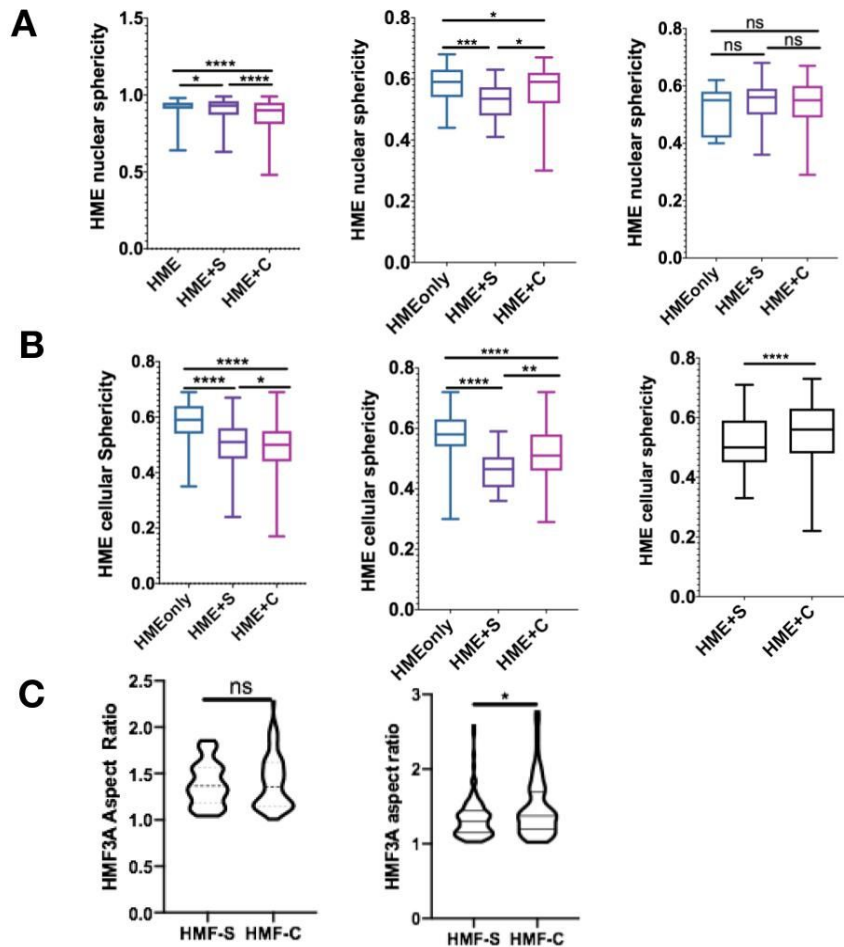 A
HME nuclear sphericity
1.5
1.0
0.5
0.0
****
* ****
HME
HME+S
HME+C
HME nuclear sphericity
0.8
0.6
0.4
0.2
0.0
*
*** *
HMEonly
HME+S
HME+C
HME nuclear sphericity
0.8
0.6
0.4
0.2
0.0
ns
ns ns
HMEonly
HME+S
HME+C
B
HME cellular Sphericity
0.8
0.6
0.4
0.2
0.0
****
**** *
HMEonly
HME+S
HME+C
HME cellular sphericity
0.8
0.6
0.4
0.2
0.0
****
**** **
HMEonly
HME+S
HME+C
HME cellular sphericity
0.8
0.6
0.4
0.2
0.0
****
HME+S
HME+C
C
HMF3A Aspect Ratio
2.5
2.0
1.5
1.0
0.5
0.0
ns
HMF-S HMF-C
HMF3A aspect ratio
3
2
1
0
*
HMF-S HMF-C